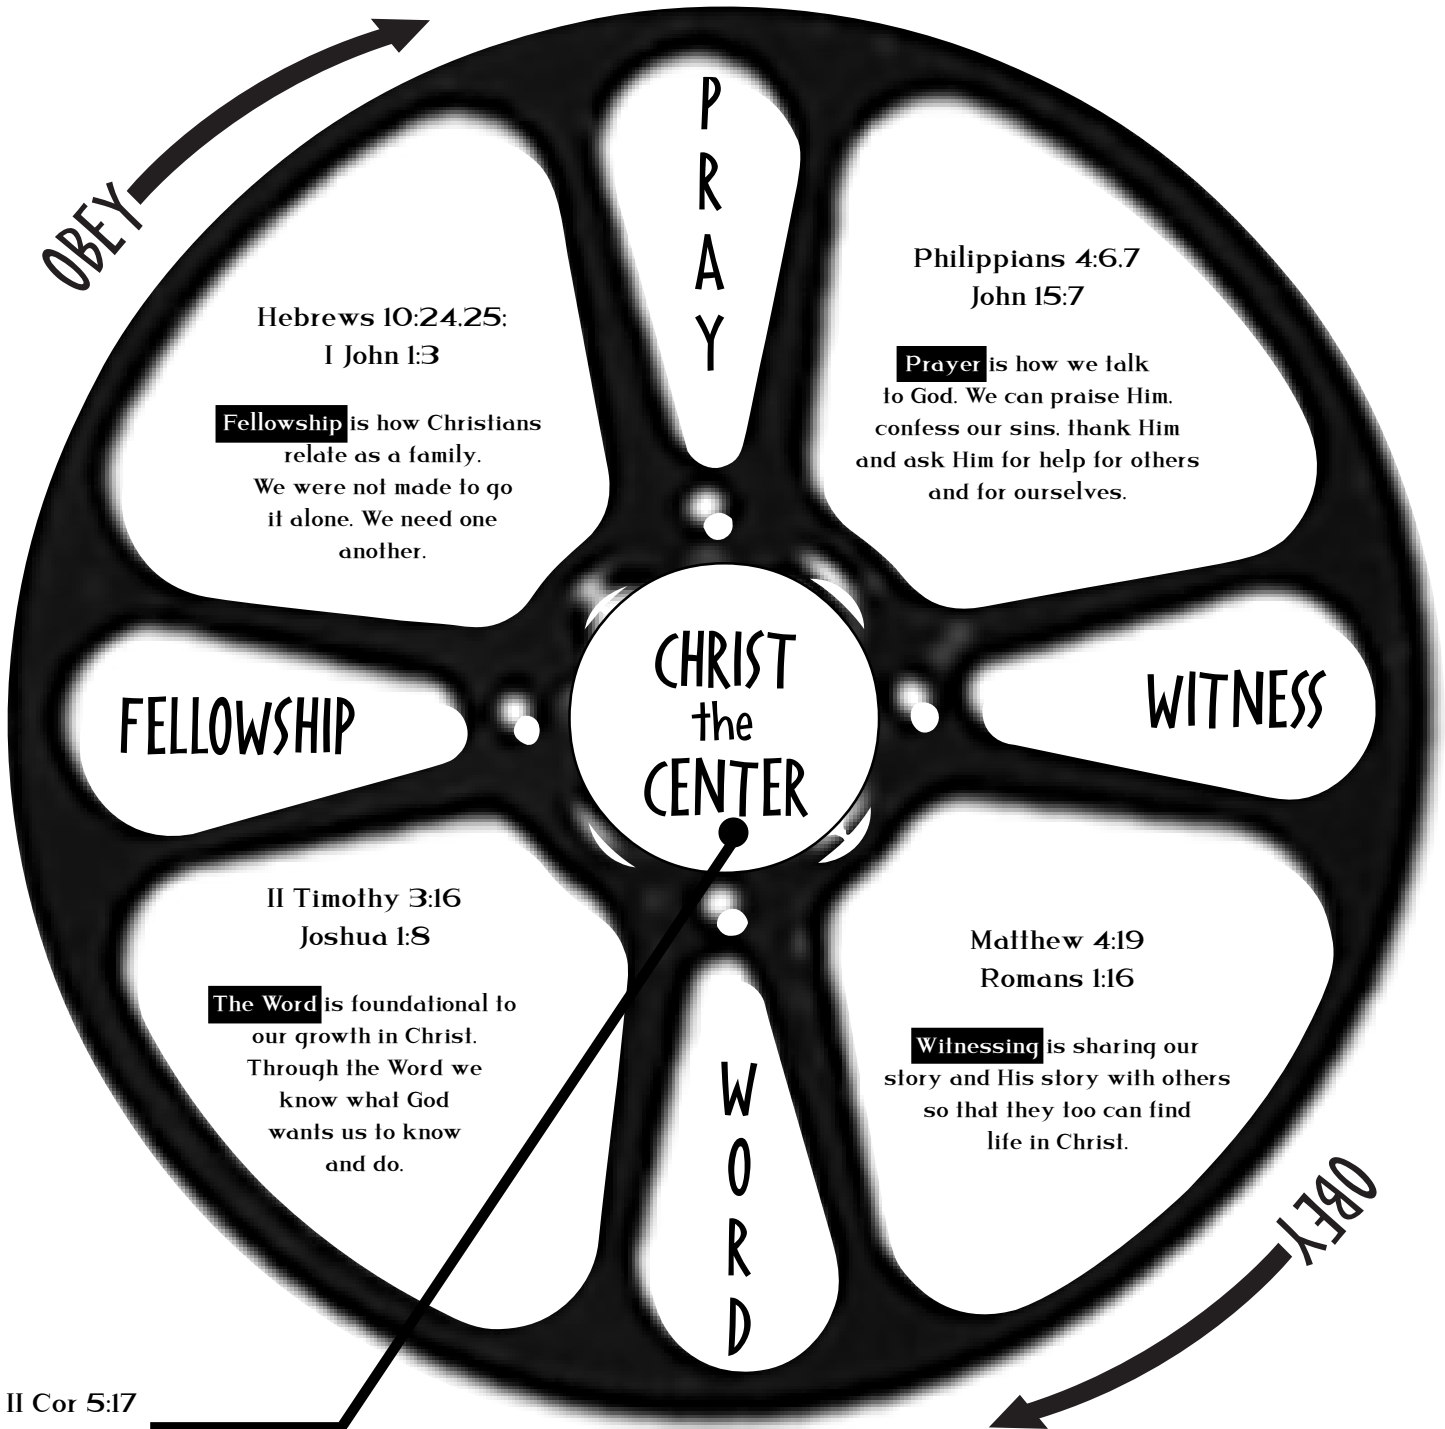 OBEY
P
R
A
Y
Philippians 4:6,7
John 15:7
Prayer is how we talk
to God. We can praise Him,
confess our sins, thank Him
and ask Him for help for others
and for ourselves.
Hebrews 10:24,25;
I John 1:3
Fellowship is how Christians
relate as a family.
We were not made to go
it alone. We need one
another.
CHRIST
the
CENTER
FELLOWSHIP
WITNESS
II Timothy 3:16
Joshua 1:8
The Word is foundational to
our growth in Christ.
Through the Word we
know what God
wants us to know
and do.
Matthew 4:19
Romans 1:16
Witnessing is sharing our
story and His story with others
so that they too can find
life in Christ.
W
O
R
D
OBEY
II Cor 5:17